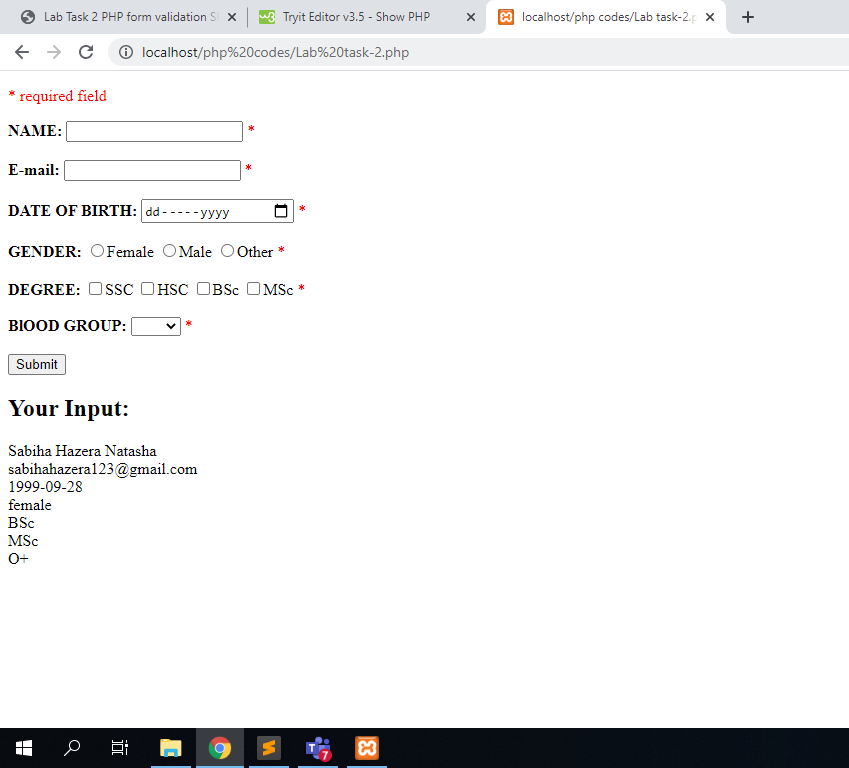 Lab Task 2 PHP form validation S
Tryit Editor v3.5 - Show PHP
localhost/php codes/Lab task-2.p
localhost/php%20codes/Lab%20task-2.php
* required field
NAME: *
E-mail: *
DATE OF BIRTH: dd-----yyyy *
GENDER: Female Male Other *
DEGREE: SSC HSC BSc MSc *
BlOOD GROUP: *
Submit
Your Input:
Sabiha Hazera Natasha
sabihahazera123@gmail.com
1999-09-28
female
BSc
MSc
O+
7